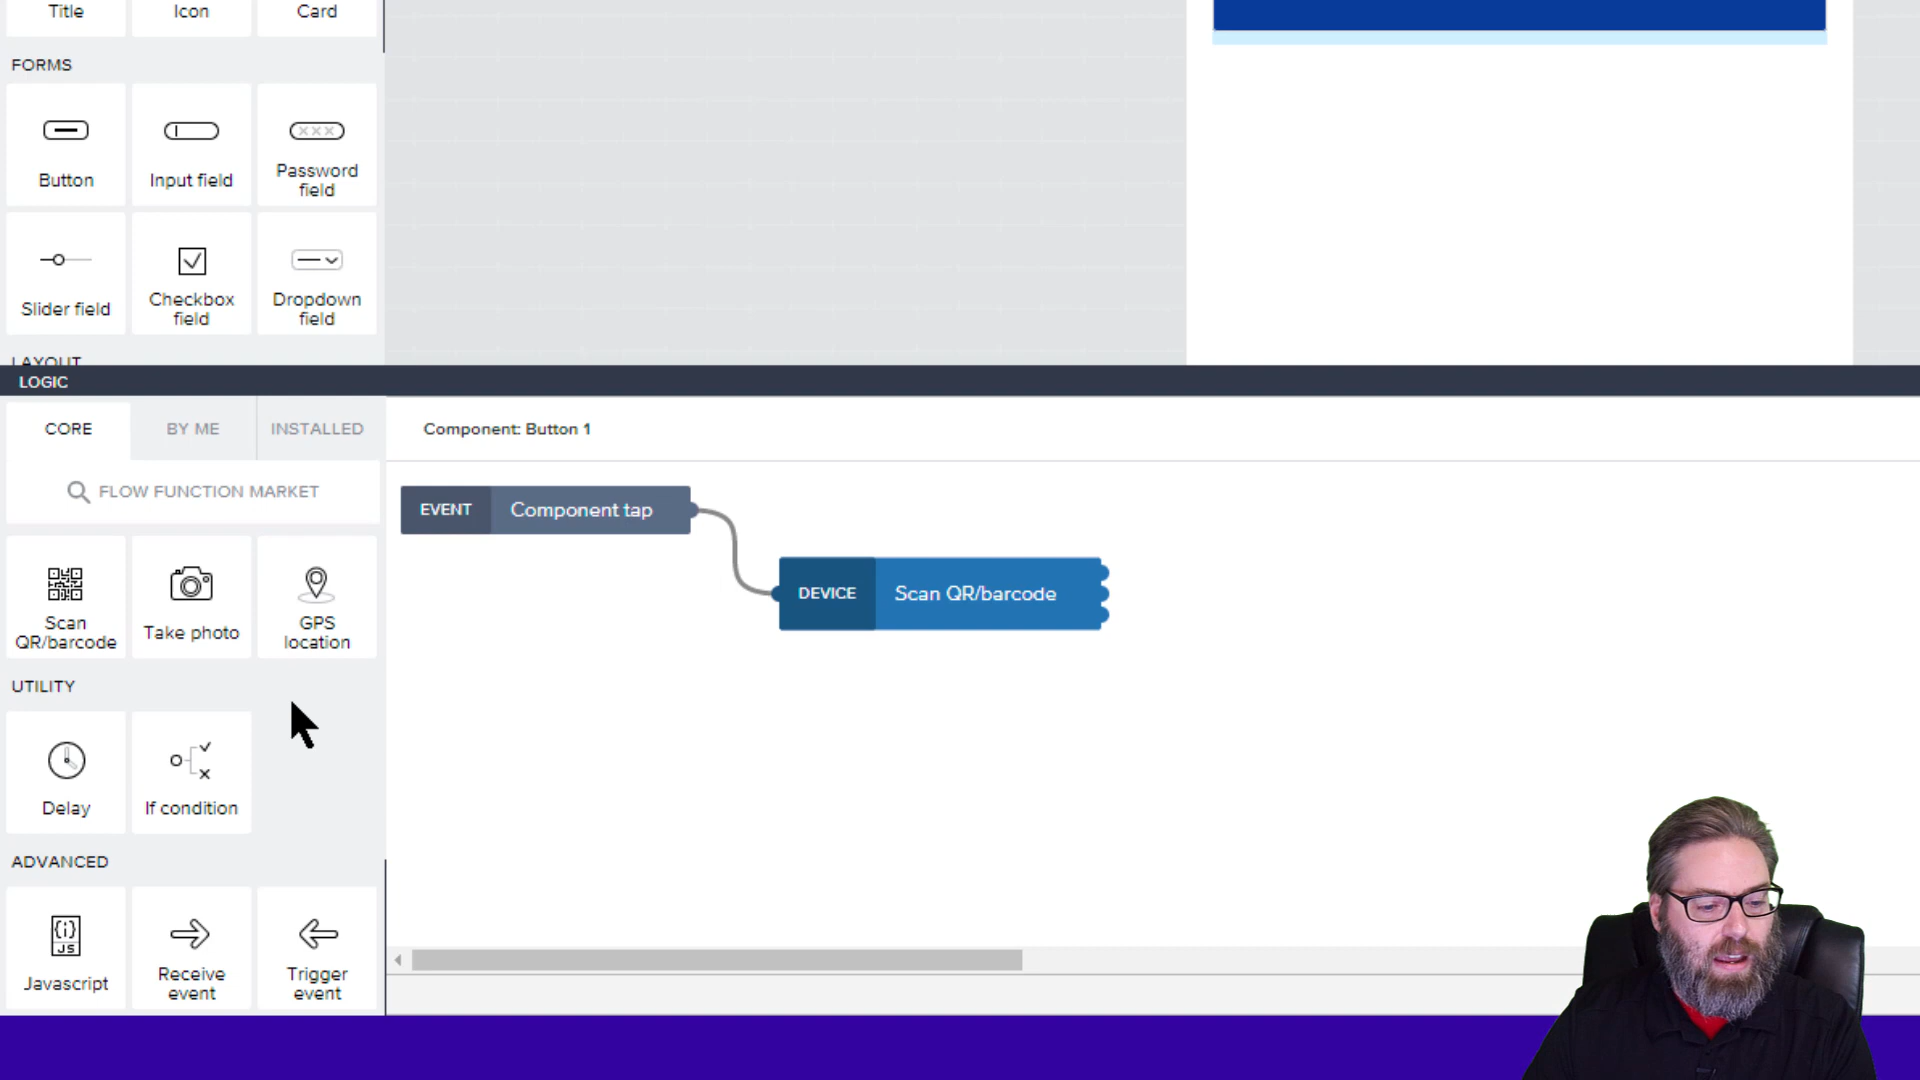 Title
Icon
Card
FORMS
Button
Input field
×××
Password
field
Slider field
Checkbox
field
Dropdown
field
LAYOUT
LOGIC
CORE
BY ME
INSTALLED
Component: Button 1
FLOW FUNCTION MARKET
EVENT
Component tap
DEVICE
Scan QR/barcode
Scan
QR/barcode
Take photo
GPS
location
UTILITY
Delay
If condition
ADVANCED
{i}
JS
Javascript
Receive
event
Trigger
event